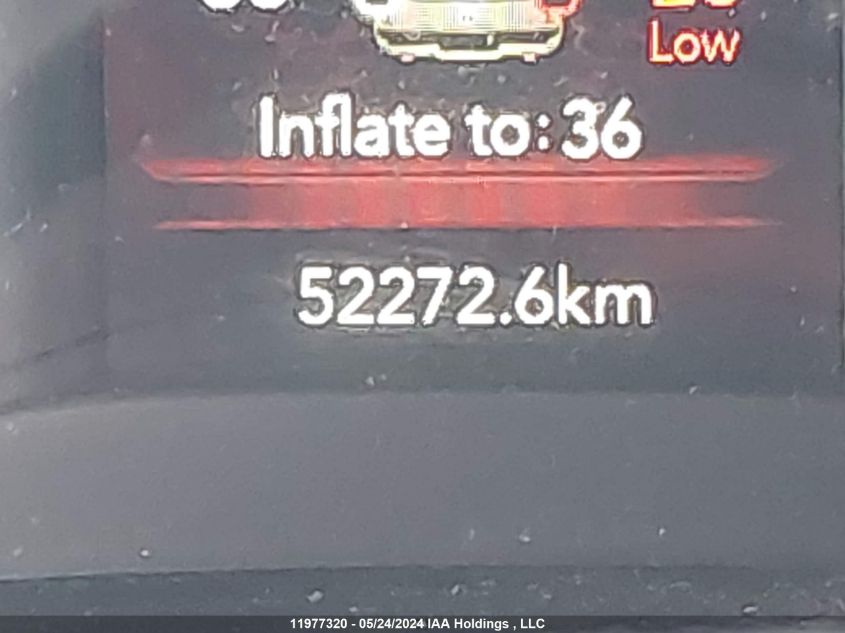 Low
Inflate to: 36
52272.6km
11977320 - 05/24/2024 IAA Holdings , LLC